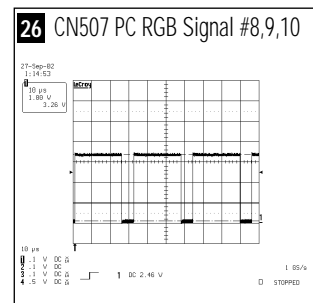 26 CN507 PC RGB Signal #8,9,10
27-Sep-02
1:14:53
1
10 µs
1.00 V
3.26 V
LeCroy
1
10 µs
1 .1 V DC
2 .1 V DC
3 .1 V DC
4 .5 V DC
1 DC 2.46 V
1 GS/s
STOPPED